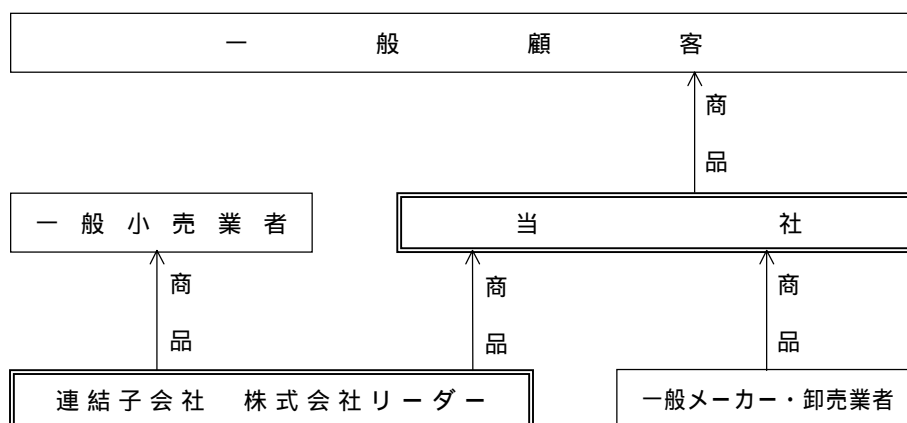 一般顧客
商品
一般小売業者
当社
商品
商品
商品
連結子会社 株式会社リーダー
一般メーカー・卸売業者